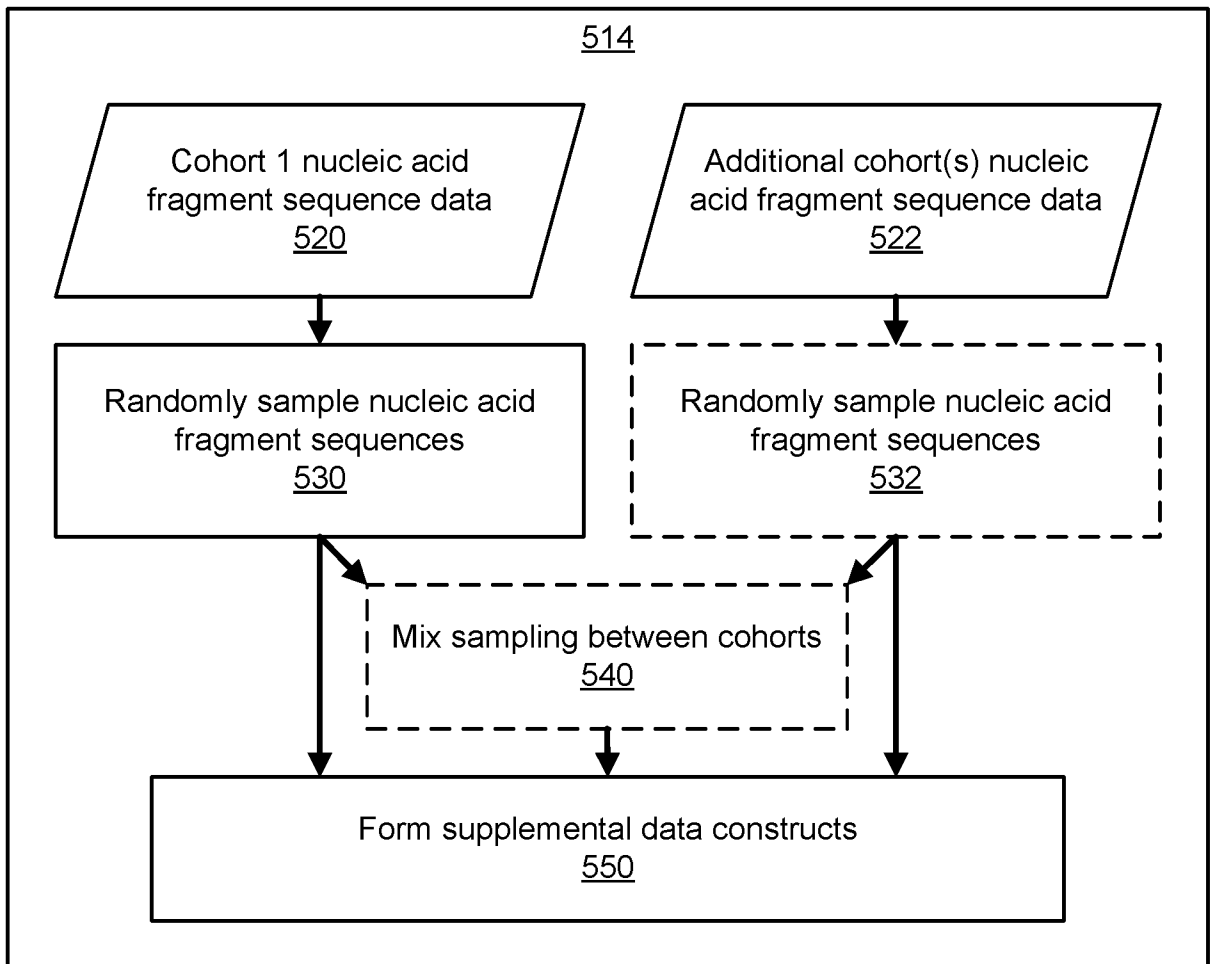 514
Cohort 1 nucleic acid
fragment sequence data
520
Additional cohort(s) nucleic
acid fragment sequence data
522
Randomly sample nucleic acid
fragment sequences
530
Randomly sample nucleic acid
fragment sequences
532
Mix sampling between cohorts
540
Form supplemental data constructs
550